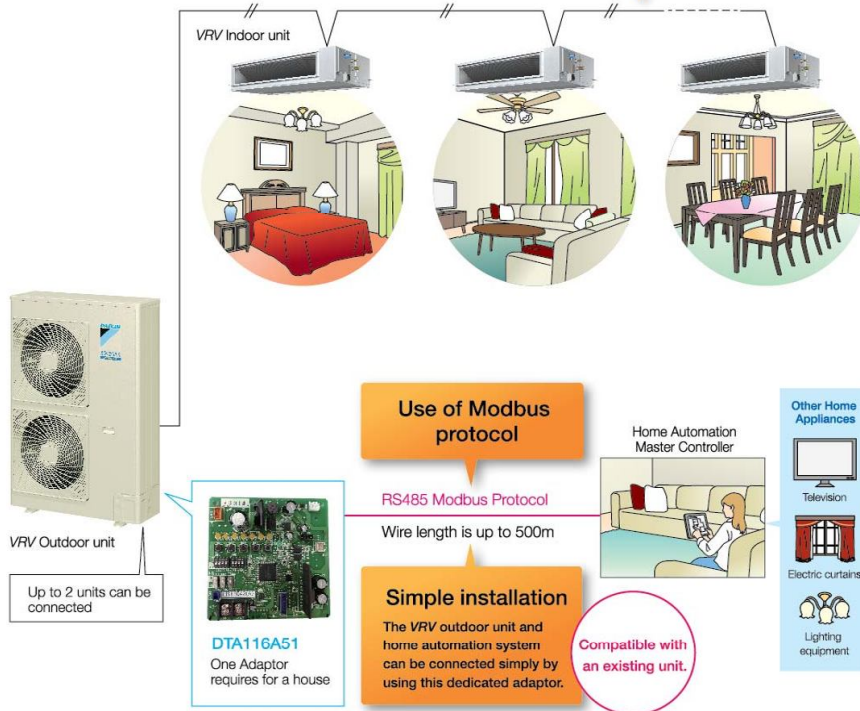 VRV Indoor unit
Use of Modbus
protocol
Home Automation
Master Controller
Other Home
Appliances
Television
RS485 Modbus Protocol
Wire length is up to 500m
VRV Outdoor unit
Up to 2 units can be
connected
Electric curtains
Simple installation
The VRV outdoor unit and
home automation system
can be connected simply by
using this dedicated adaptor.
Compatible with
an existing unit.
DTA116A51
One Adaptor
requires for a house
Lighting
equipment
DAIKIN